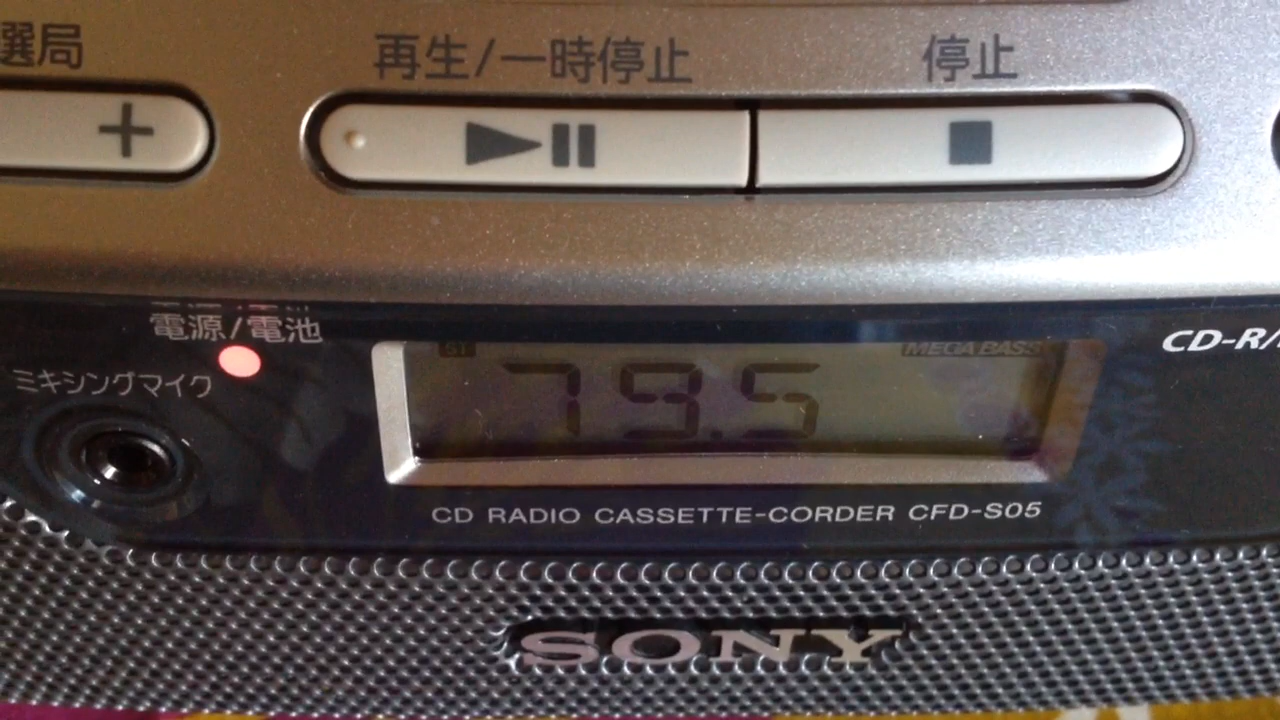 選局
再生/一時停止
停止
+
電源/電池
ミキシングマイク
CD-R/
ST
MEGA BASS
79.5
CD RADIO CASSETTE-CORDER CFD-S05
SONY